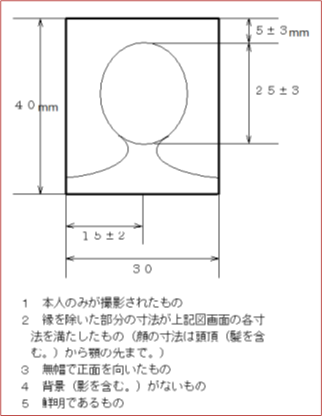 5±3mm
40mm
25±3
15±2
30
1 本人のみが撮影されたもの
2 縁を除いた部分の寸法が上記図画面の各寸
法を満たしたもの（顔の寸法は頭頂（髪を含
む。）から顎の先まで。）
3 無帽で正面を向いたもの
4 背景（影を含む。）がないもの
5 鮮明であるもの